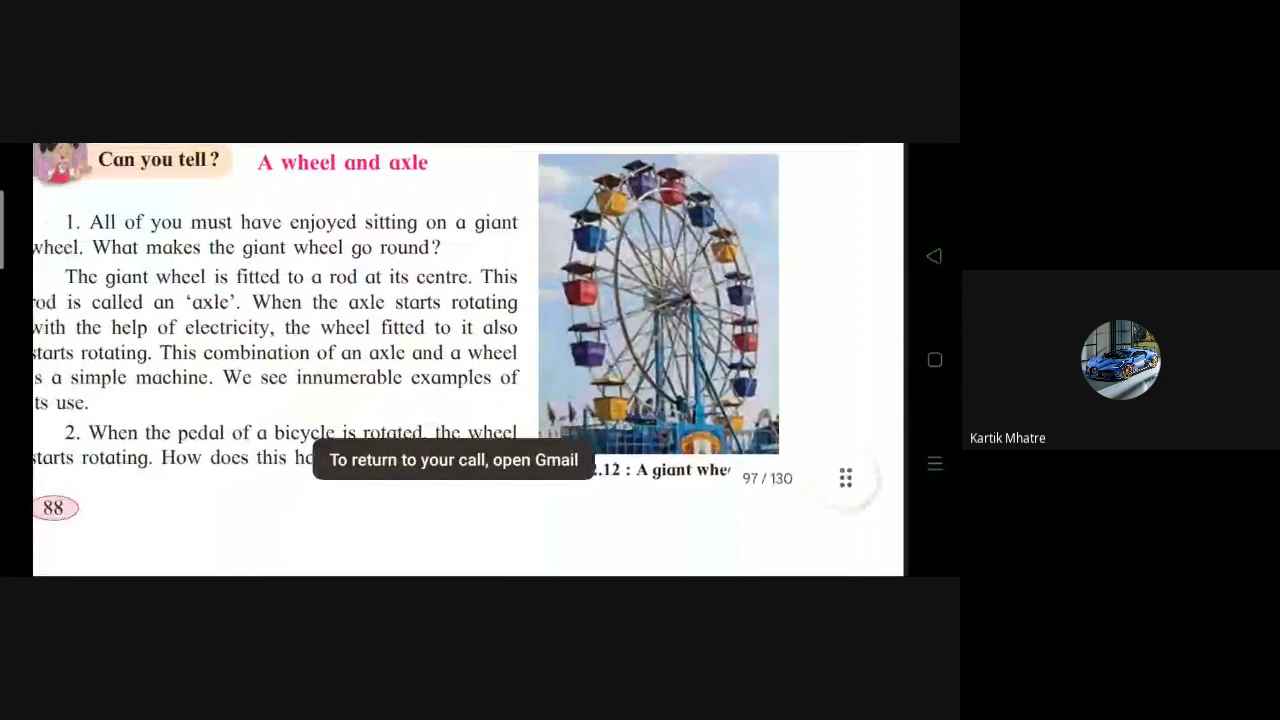 Can you tell?
A wheel and axle
1. All of you must have enjoyed sitting on a giant
wheel. What makes the giant wheel go round?
The giant wheel is fitted to a rod at its centre. This
rod is called an ‘axle’. When the axle starts rotating
with the help of electricity, the wheel fitted to it also
starts rotating. This combination of an axle and a wheel
s a simple machine. We see innumerable examples of
ts use.
2. When the pedal of a bicycle is rotated, the wheel
starts rotating. How does this
To return to your call, open Gmail
.12 : A giant
97 / 130
88
Kartik Mhatre